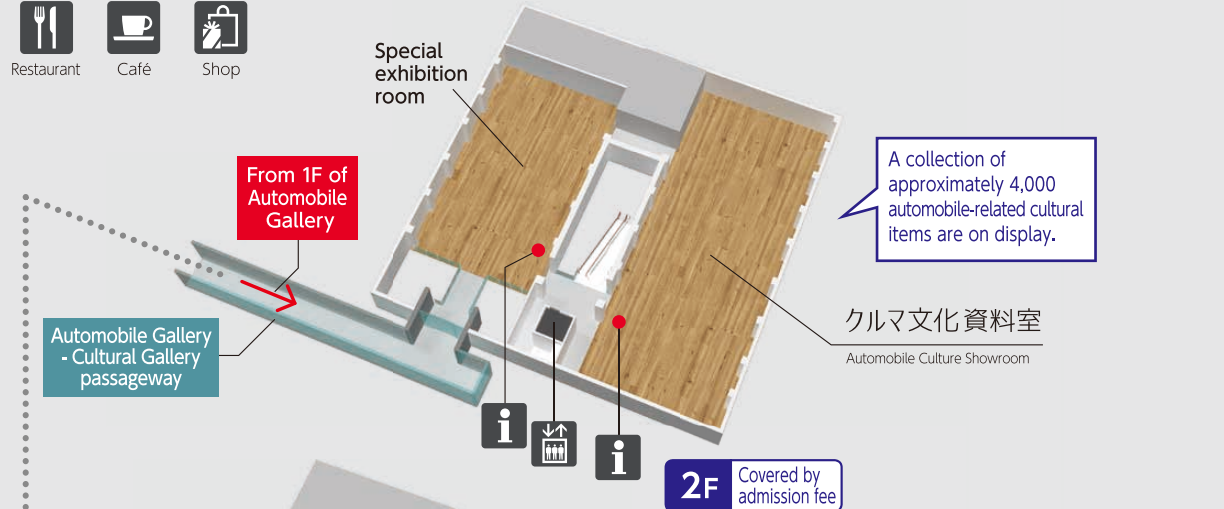 Restaurant
Café
Shop
Special
exhibition
room
From 1F of
Automobile
Gallery
A collection of
approximately 4,000
automobile-related cultural
items are on display.
Automobile Gallery
- Cultural Gallery
passageway
クルマ文化資料室
Automobile Culture Showroom
i
i
2F
Covered by
admission fee